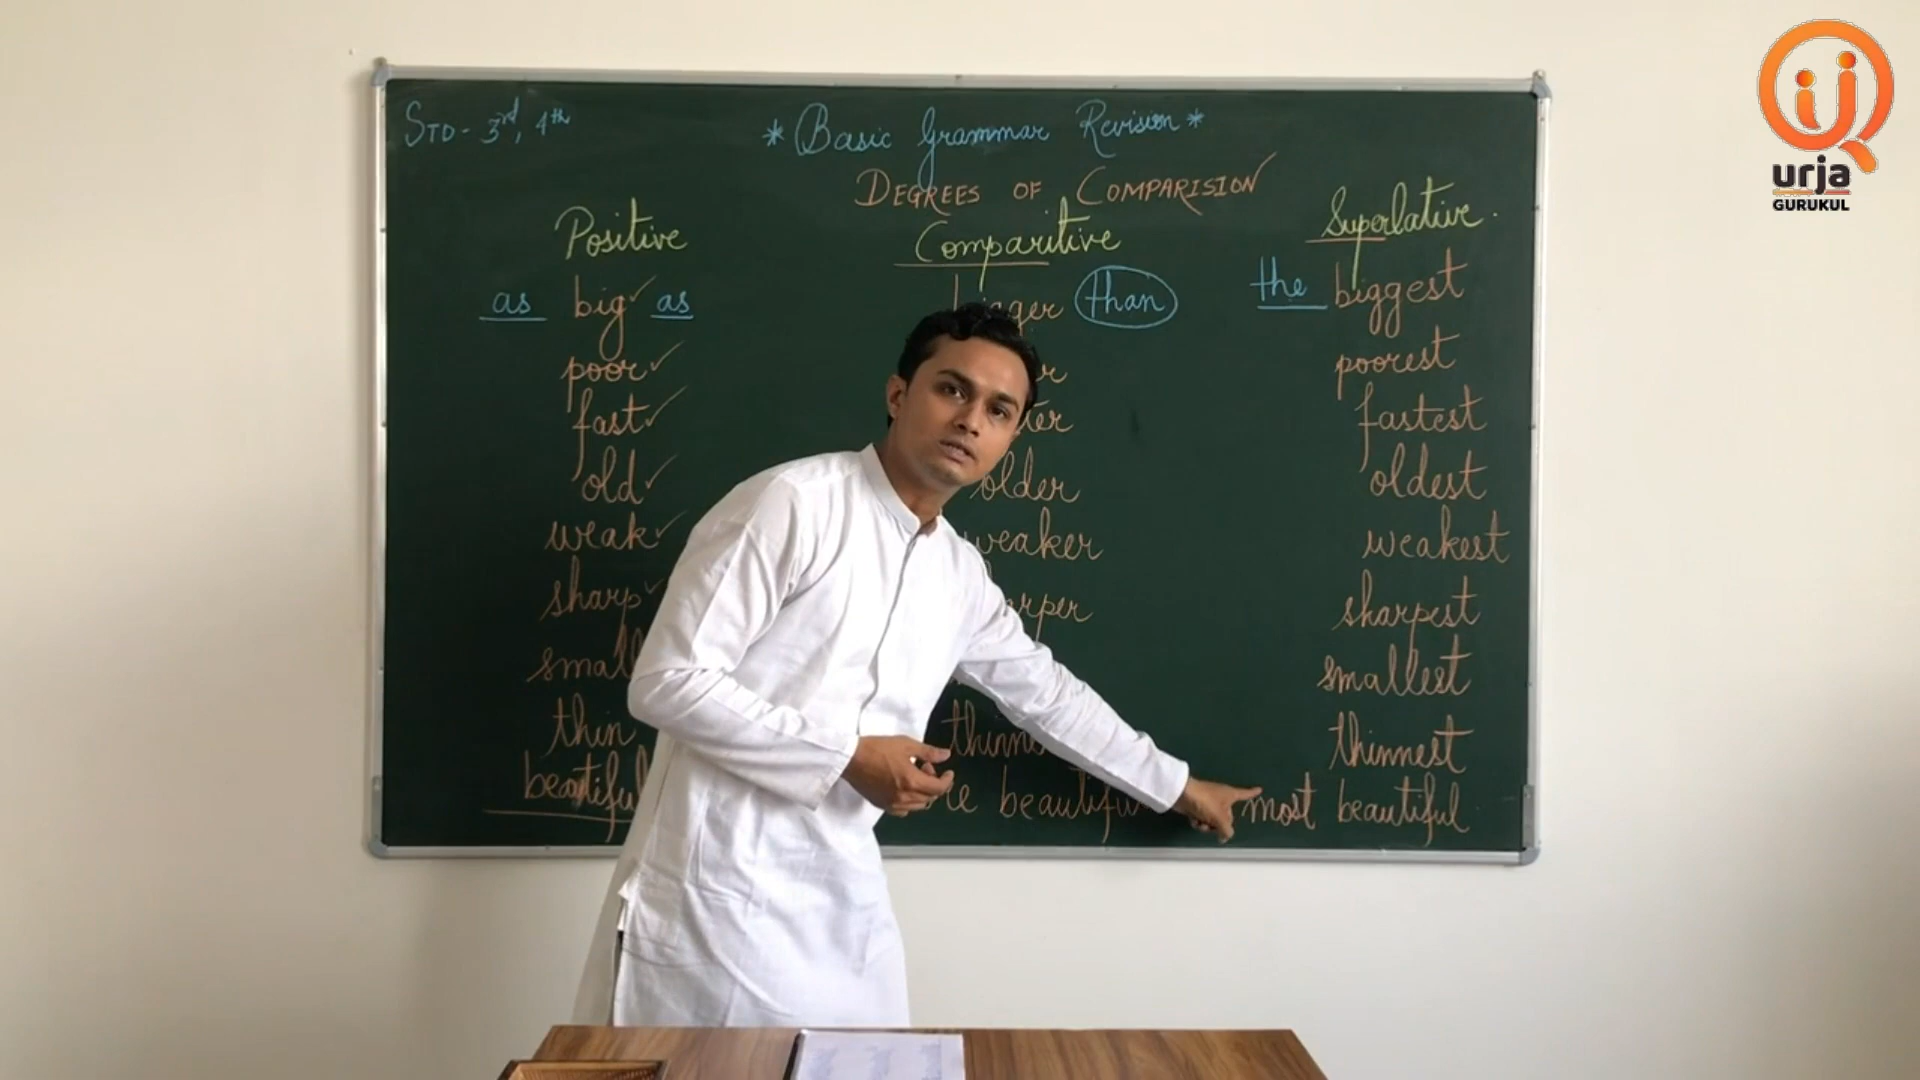 STD - 3rd, 4th
* Basic Grammar Revision *
DEGREES OF COMPARISION
Positive Comparitive Superlative.
as big as bigger than the biggest
poor poorest
fast fastest
old older oldest
weak weaker weakest
sharp sharpest
smallest
thin thinnest
beautiful beautiful most beautiful
urja
GURUKUL